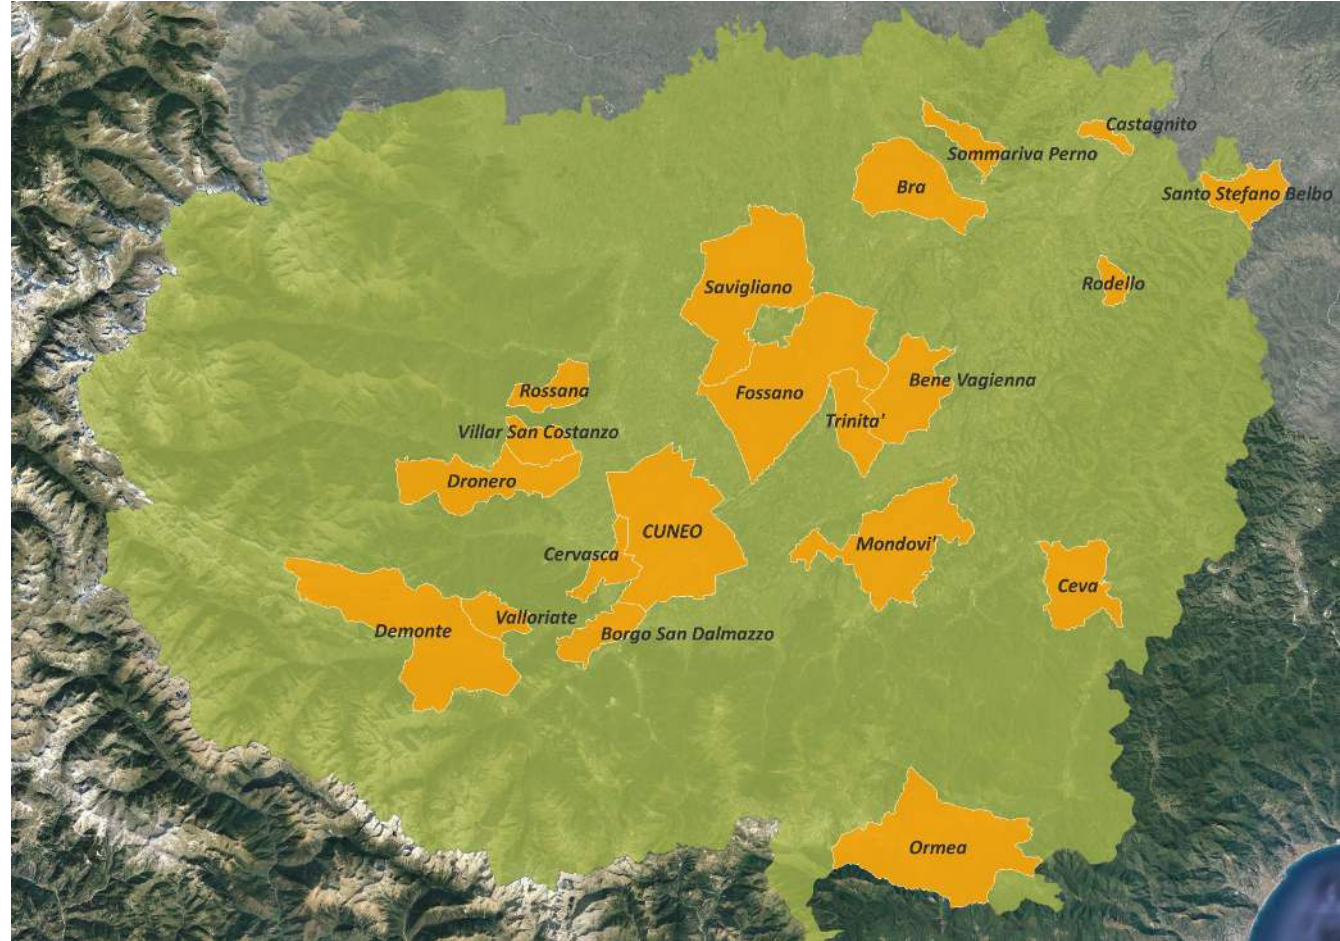 Castagnito
Sommariva Perno
Bra
Santo Stefano Belbo
Savigliano
Rodello
Rossana
Fossano
Bene Vagienna
Trinita'
Villar San Costanzo
Dronero
CUNEO
Cervasca
Mondovi'
Ceva
Valloriate
Demonte
Borgo San Dalmazzo
Ormea